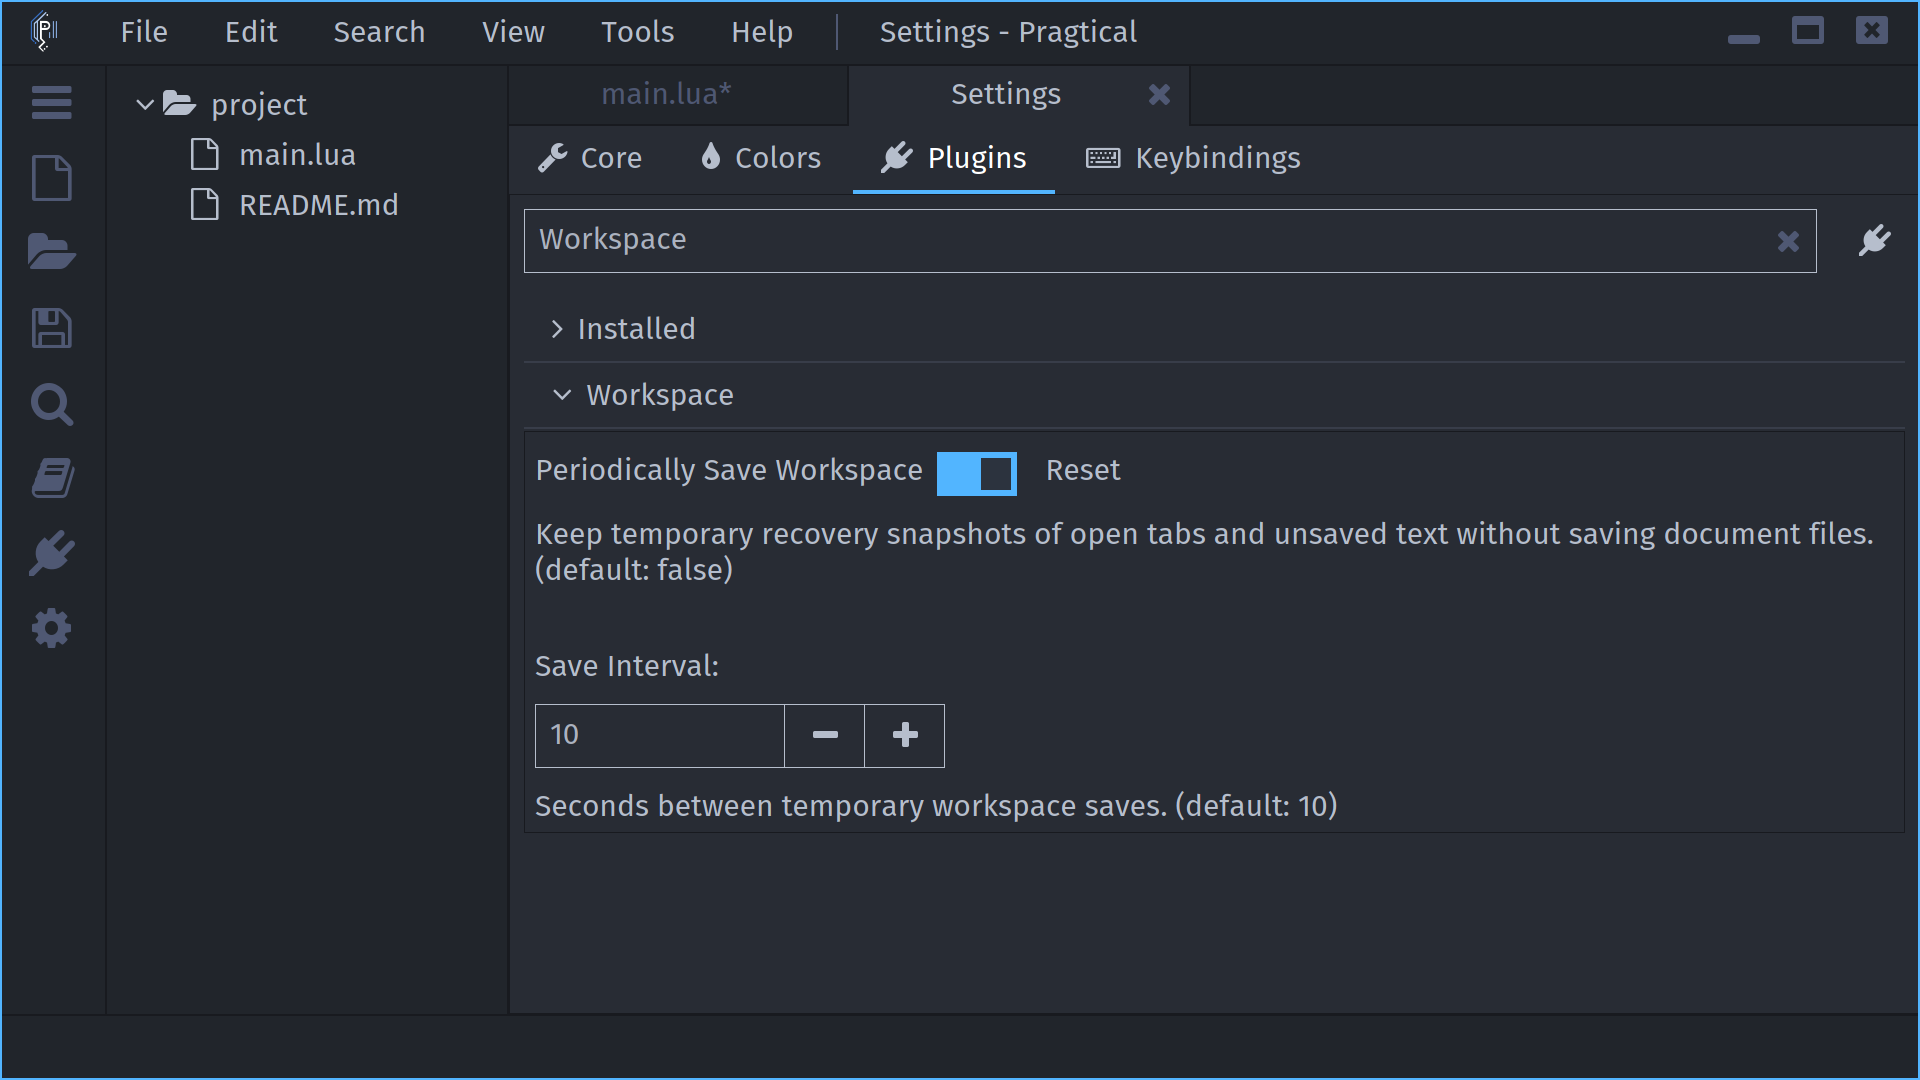 File Edit Search View Tools Help Settings - Pragtical
project
main.lua
README.md
main.lua* Settings
Core Colors Plugins Keybindings
Workspace
Installed
Workspace
Periodically Save Workspace Reset
Keep temporary recovery snapshots of open tabs and unsaved text without saving document files.
(default: false)
Save Interval:
10
Seconds between temporary workspace saves. (default: 10)